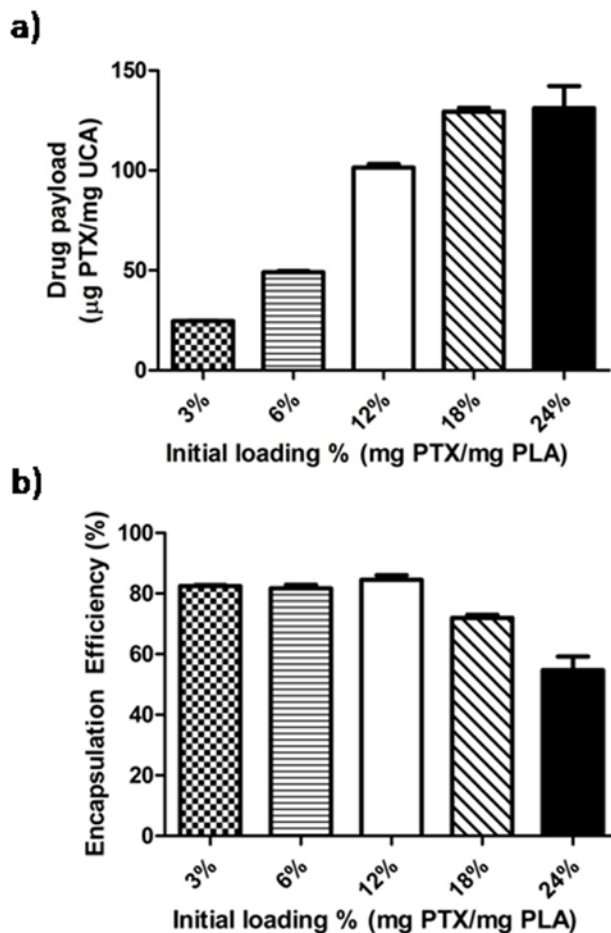 a)
Drug payload
(µg PTX/mg UCA)
150
100
50
0
3%
6%
12%
18%
24%
Initial loading % (mg PTX/mg PLA)
b)
Encapsulation Efficiency (%)
100
80
60
40
20
0
3%
6%
12%
18%
24%
Initial loading % (mg PTX/mg PLA)